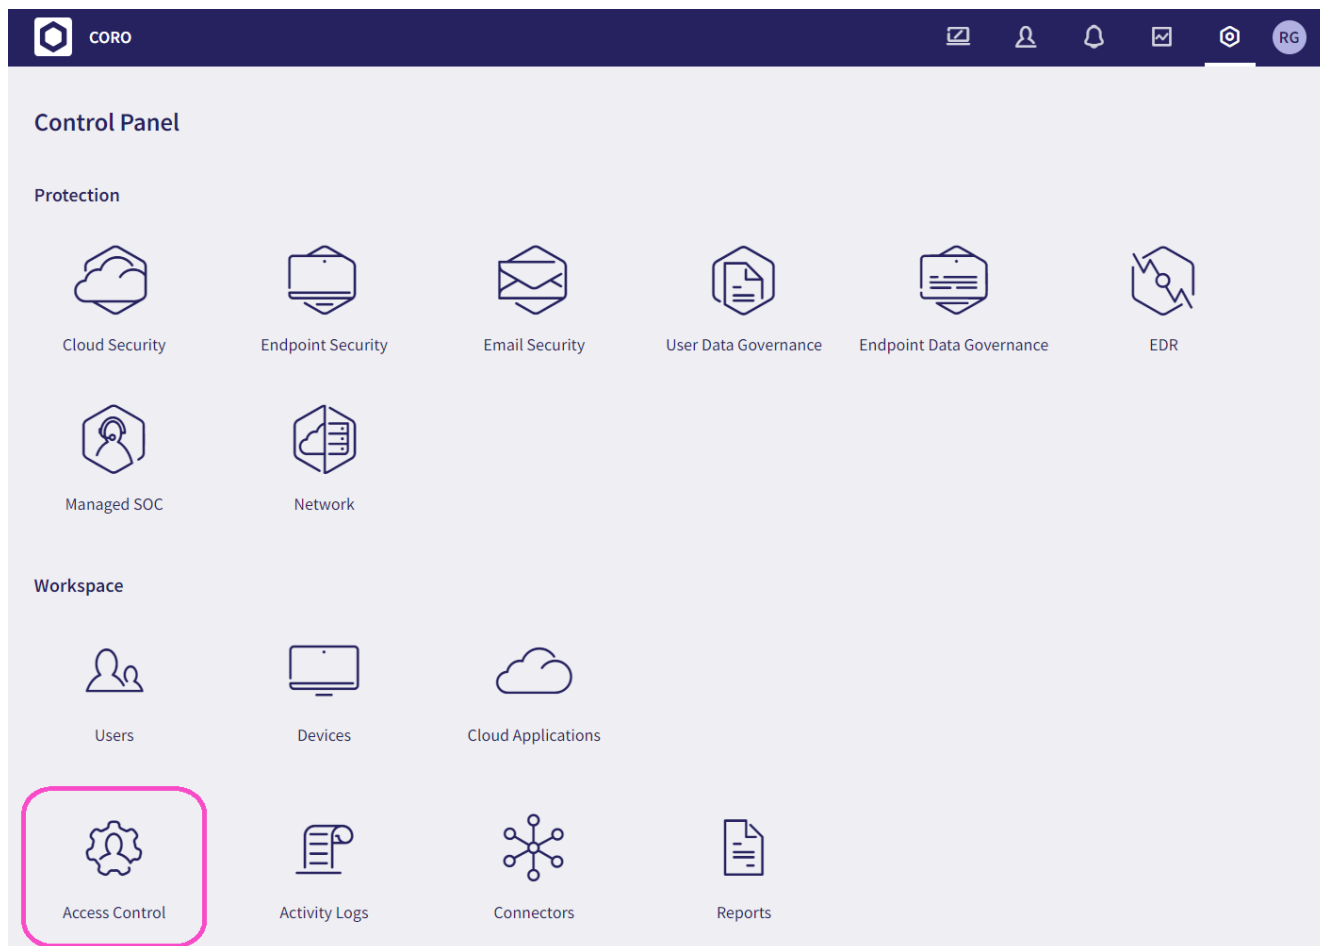 CORO
RG
Control Panel
Protection
Cloud Security
Endpoint Security
Email Security
User Data Governance
Endpoint Data Governance
EDR
Managed SOC
Network
Workspace
Users
Devices
Cloud Applications
Access Control
Activity Logs
Connectors
Reports